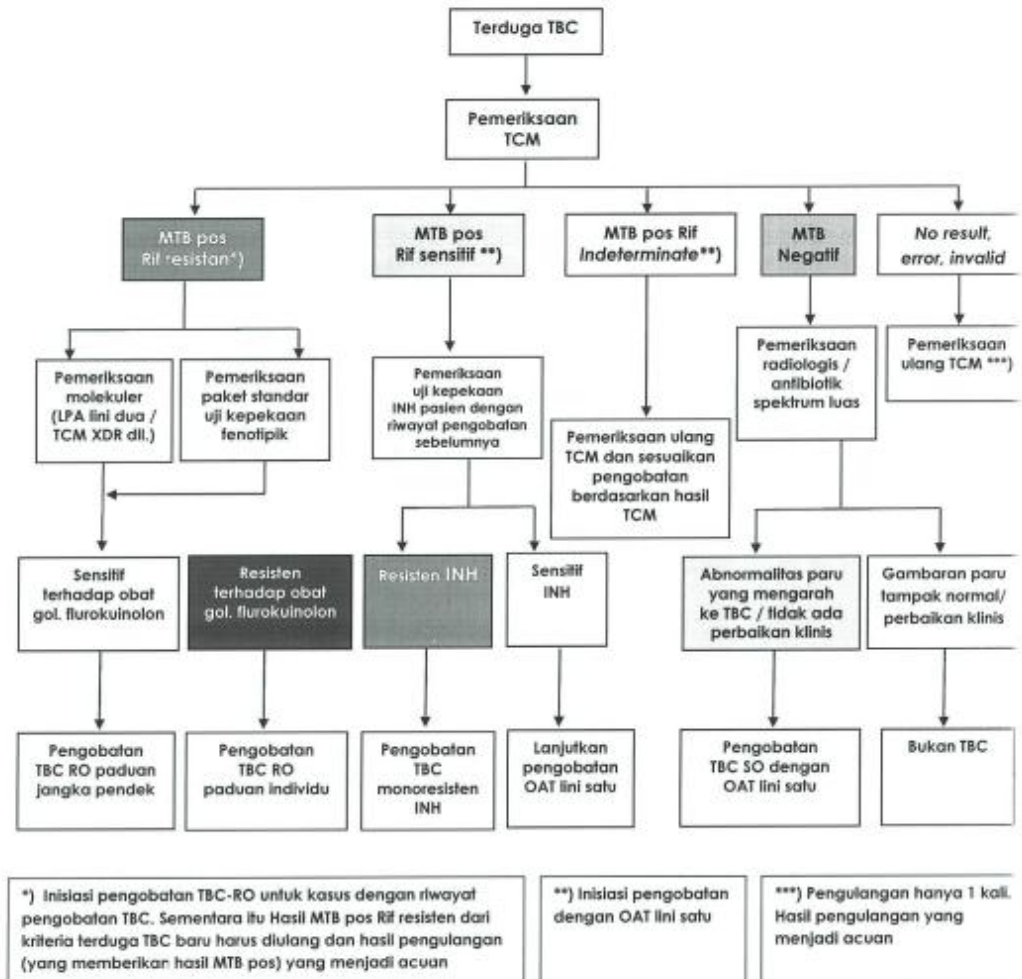 Terduga TBC
Pemeriksaan
TCM
MTB pos
Rif resistan*)
MTB pos
Rif sensitif **)
MTB pos Rif
Indeterminate**)
MTB
Negatif
No result,
error, invalid
Pemeriksaan
molekuler
(LPA lini dua /
TCM XDR dll.)
Pemeriksaan
paket standar
uji kepekaan
fenotipik
Pemeriksaan
uji kepekaan
INH pasien dengan
riwayat pengobatan
sebelumnya
Pemeriksaan ulang
TCM dan sesuaikan
pengobatan
berdasarkan hasil
TCM
Pemeriksaan
radiologis /
antibiotik
spektrum luas
Pemeriksaan
ulang TCM ***)
Sensitif
terhadap obat
gol. flurokuinolon
Resisten
terhadap obat
gol. flurokuinolon
Resisten INH
Sensitif
INH
Abnormalitas paru
yang mengarah
ke TBC / tidak ada
perbaikan klinis
Gambaran paru
tampak normal/
perbaikan klinis
Pengobatan
TBC RO paduan
jangka pendek
Pengobatan
TBC RO
paduan individu
Pengobatan
TBC
monoresisten
INH
Lanjutkan
pengobatan
OAT lini satu
Pengobatan
TBC SO dengan
OAT lini satu
Bukan TBC
*) Inisiasi pengobatan TBC-RO untuk kasus dengan riwayat
pengobatan TBC. Sementara itu Hasil MTB pos Rif resisten dari
kriteria terduga TBC baru harus diulang dan hasil pengulangan
(yang memberikan hasil MTB pos) yang menjadi acuan
**) Inisiasi pengobatan
dengan OAT lini satu
***) Pengulangan hanya 1 kali.
Hasil pengulangan yang
menjadi acuan